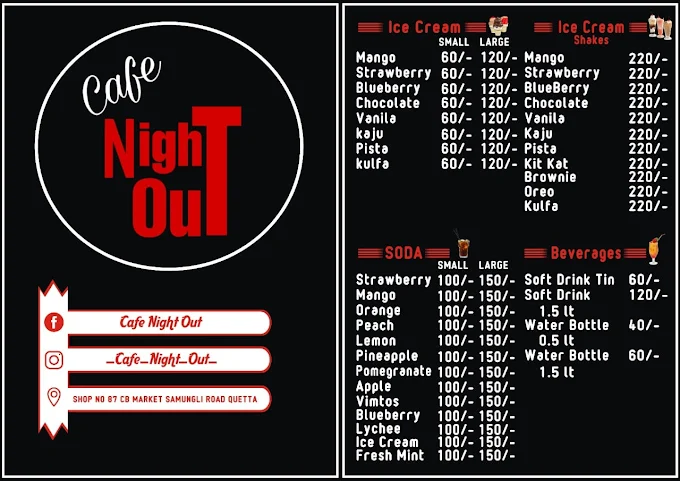 Cafe
Night
Out
Cafe Night Out
_Cafe_Night_Out_
SHOP NO 87 CB MARKET SAMUNGLI ROAD QUETTA
Ice Cream
SMALL LARGE
Mango 60/- 120/-
Strawberry 60/- 120/-
Blueberry 60/- 120/-
Chocolate 60/- 120/-
Vanila 60/- 120/-
kaju 60/- 120/-
Pista 60/- 120/-
kulfa 60/- 120/-
Ice Cream
Shakes
Mango 220/-
Strawberry 220/-
BlueBerry 220/-
Chocolate 220/-
Vanila 220/-
Kaju 220/-
Pista 220/-
Kit Kat 220/-
Brownie 220/-
Oreo 220/-
Kulfa 220/-
SODA
SMALL LARGE
Strawberry 100/- 150/-
Mango 100/- 150/-
Orange 100/- 150/-
Peach 100/- 150/-
Lemon 100/- 150/-
Pineapple 100/- 150/-
Pomegranate 100/- 150/-
Apple 100/- 150/-
Vimtos 100/- 150/-
Blueberry 100/- 150/-
Lychee 100/- 150/-
Ice Cream 100/- 150/-
Fresh Mint 100/- 150/-
Beverages
Soft Drink Tin 60/-
Soft Drink 120/-
1.5 lt
Water Bottle 40/-
0.5 lt
Water Bottle 60/-
1.5 lt